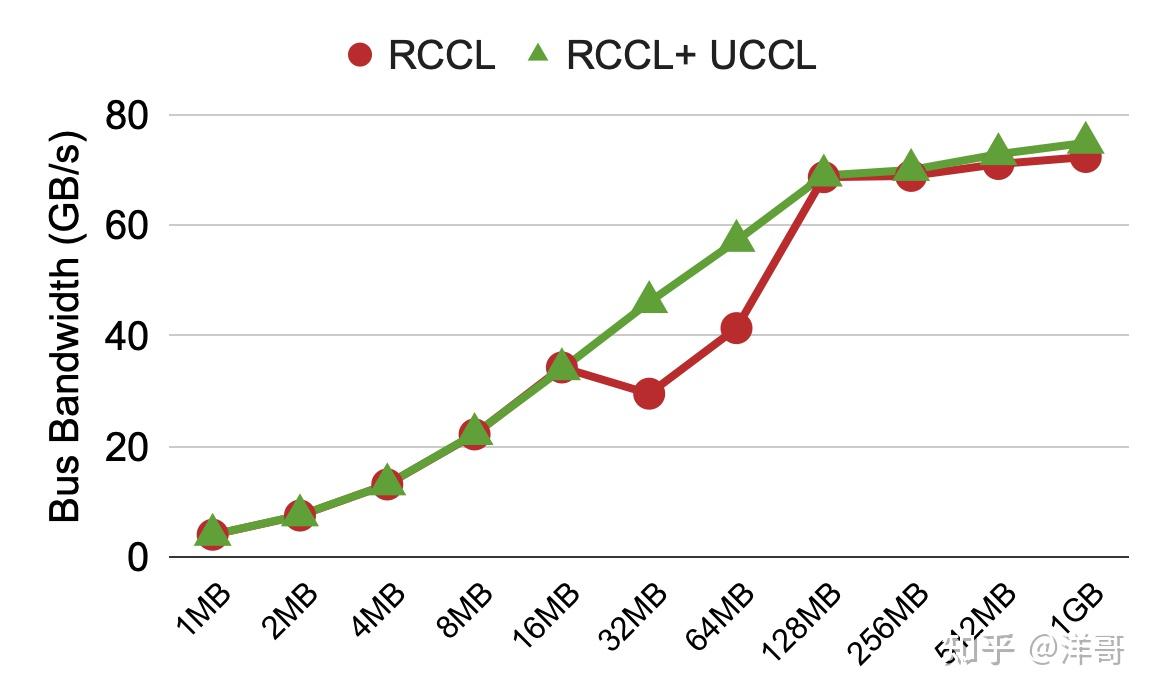 RCCL RCCL+ UCCL
Bus Bandwidth (GB/s)
80
60
40
20
0
1MB 2MB 4MB 8MB 16MB 32MB 64MB 128MB 256MB 512MB 1GB
知乎 @洋哥